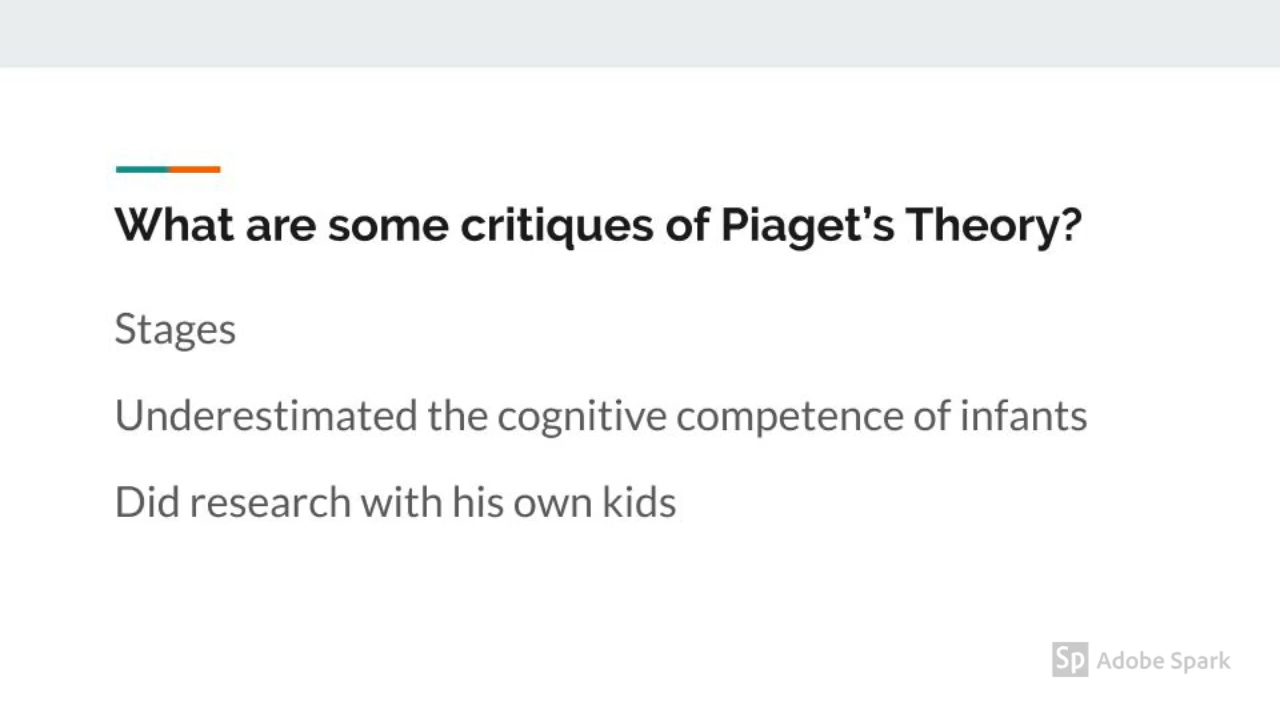 What are some critiques of Piaget’s Theory?
Stages
Underestimated the cognitive competence of infants
Did research with his own kids
Sp Adobe Spark